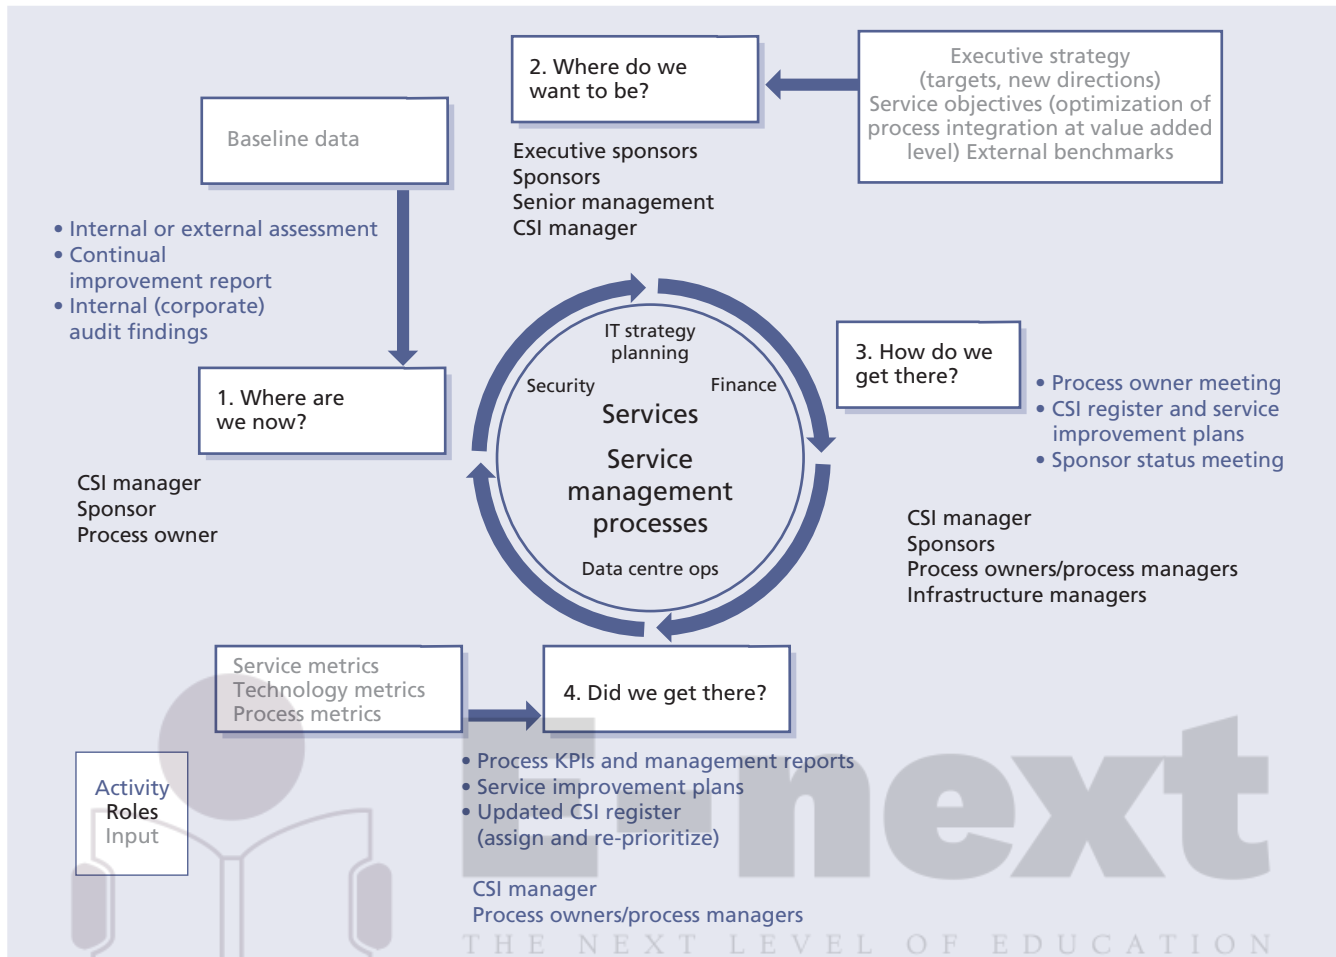 2. Where do we
want to be?
Executive strategy
(targets, new directions)
Service objectives (optimization of
process integration at value added
level) External benchmarks
Baseline data
Executive sponsors
Sponsors
Senior management
CSI manager
• Internal or external assessment
• Continual
improvement report
• Internal (corporate)
audit findings
1. Where are
we now?
CSI manager
Sponsor
Process owner
IT strategy
planning
Security
Finance
Services
Service
management
processes
Data centre ops
3. How do we
get there?
• Process owner meeting
• CSI register and service
improvement plans
• Sponsor status meeting
CSI manager
Sponsors
Process owners/process managers
Infrastructure managers
Service metrics
Technology metrics
Process metrics
4. Did we get there?
• Process KPIs and management reports
• Service improvement plans
• Updated CSI register
(assign and re-prioritize)
CSI manager
Process owners/process managers
Activity
Roles
Input
E-next
THE NEXT LEVEL OF EDUCATION